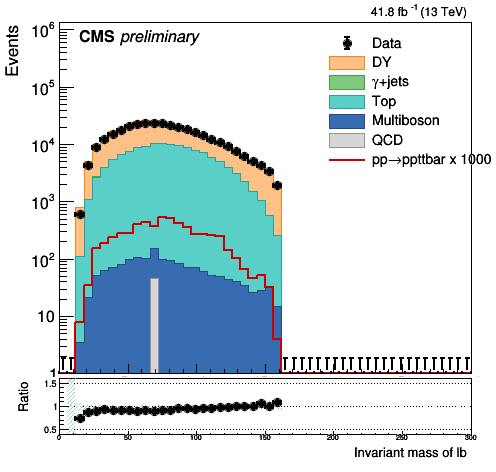 41.8 fb⁻¹ (13 TeV)
CMS preliminary
Events
10⁶
10⁵
10⁴
10³
10²
10
1
Data
DY
γ+jets
Top
Multiboson
QCD
pp→ppttbar x 1000
Ratio
1.5
1
0.5
0 50 100 150 200 250 300
Invariant mass of lb